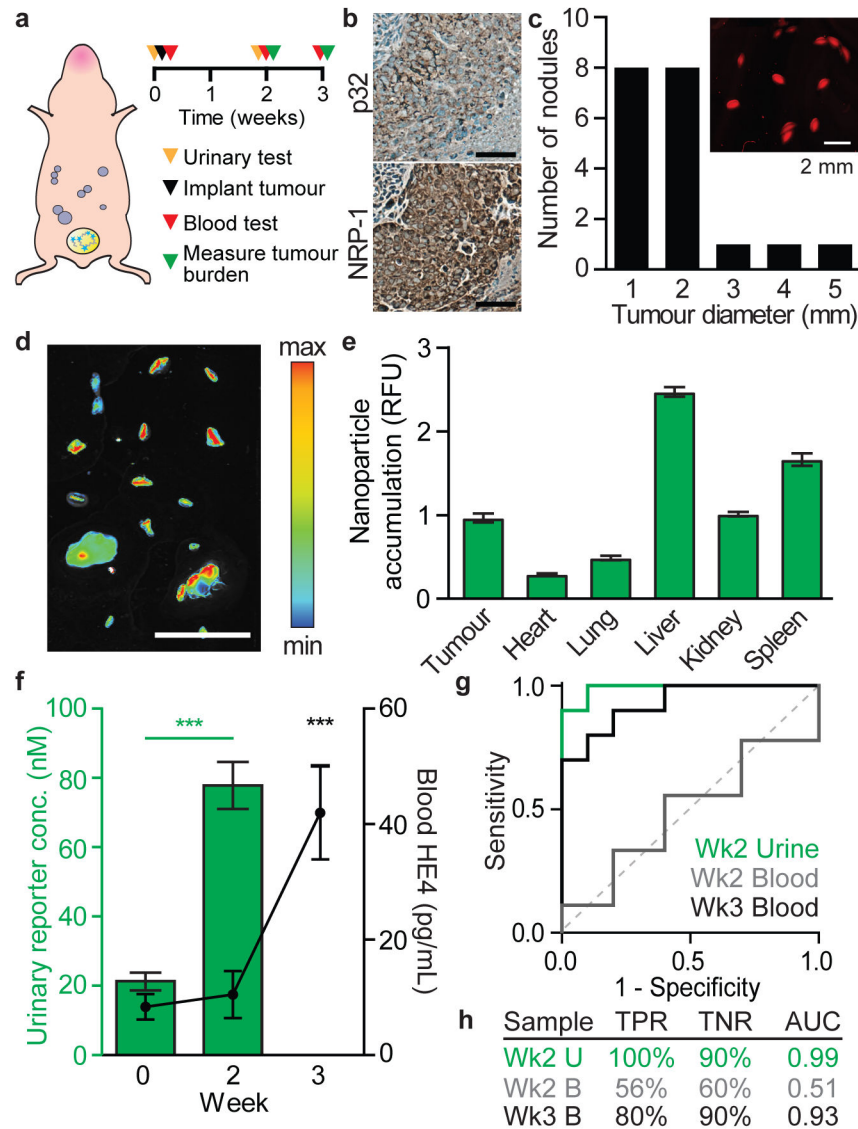 a
0 1 2 3
Time (weeks)
Urinary test
Implant tumour
Blood test
Measure tumour
burden
b
p32
NRP-1
c
Number of nodules
10
8
6
4
2
0
2 mm
1 2 3 4 5
Tumour diameter (mm)
d
max
min
e
Nanoparticle
accumulation (RFU)
3
2
1
0
Tumour
Heart
Lung
Liver
Kidney
Spleen
f
Urinary reporter conc. (nM)
100
80
60
40
20
0
***
***
60
40
20
0
Blood HE4 (pg/mL)
0 2 3
Week
g
Sensitivity
1.0
0.5
0.0
Wk2 Urine
Wk2 Blood
Wk3 Blood
0.0 0.5 1.0
1 - Specificity
h
Sample TPR TNR AUC
Wk2 U 100% 90% 0.99
Wk2 B 56% 60% 0.51
Wk3 B 80% 90% 0.93